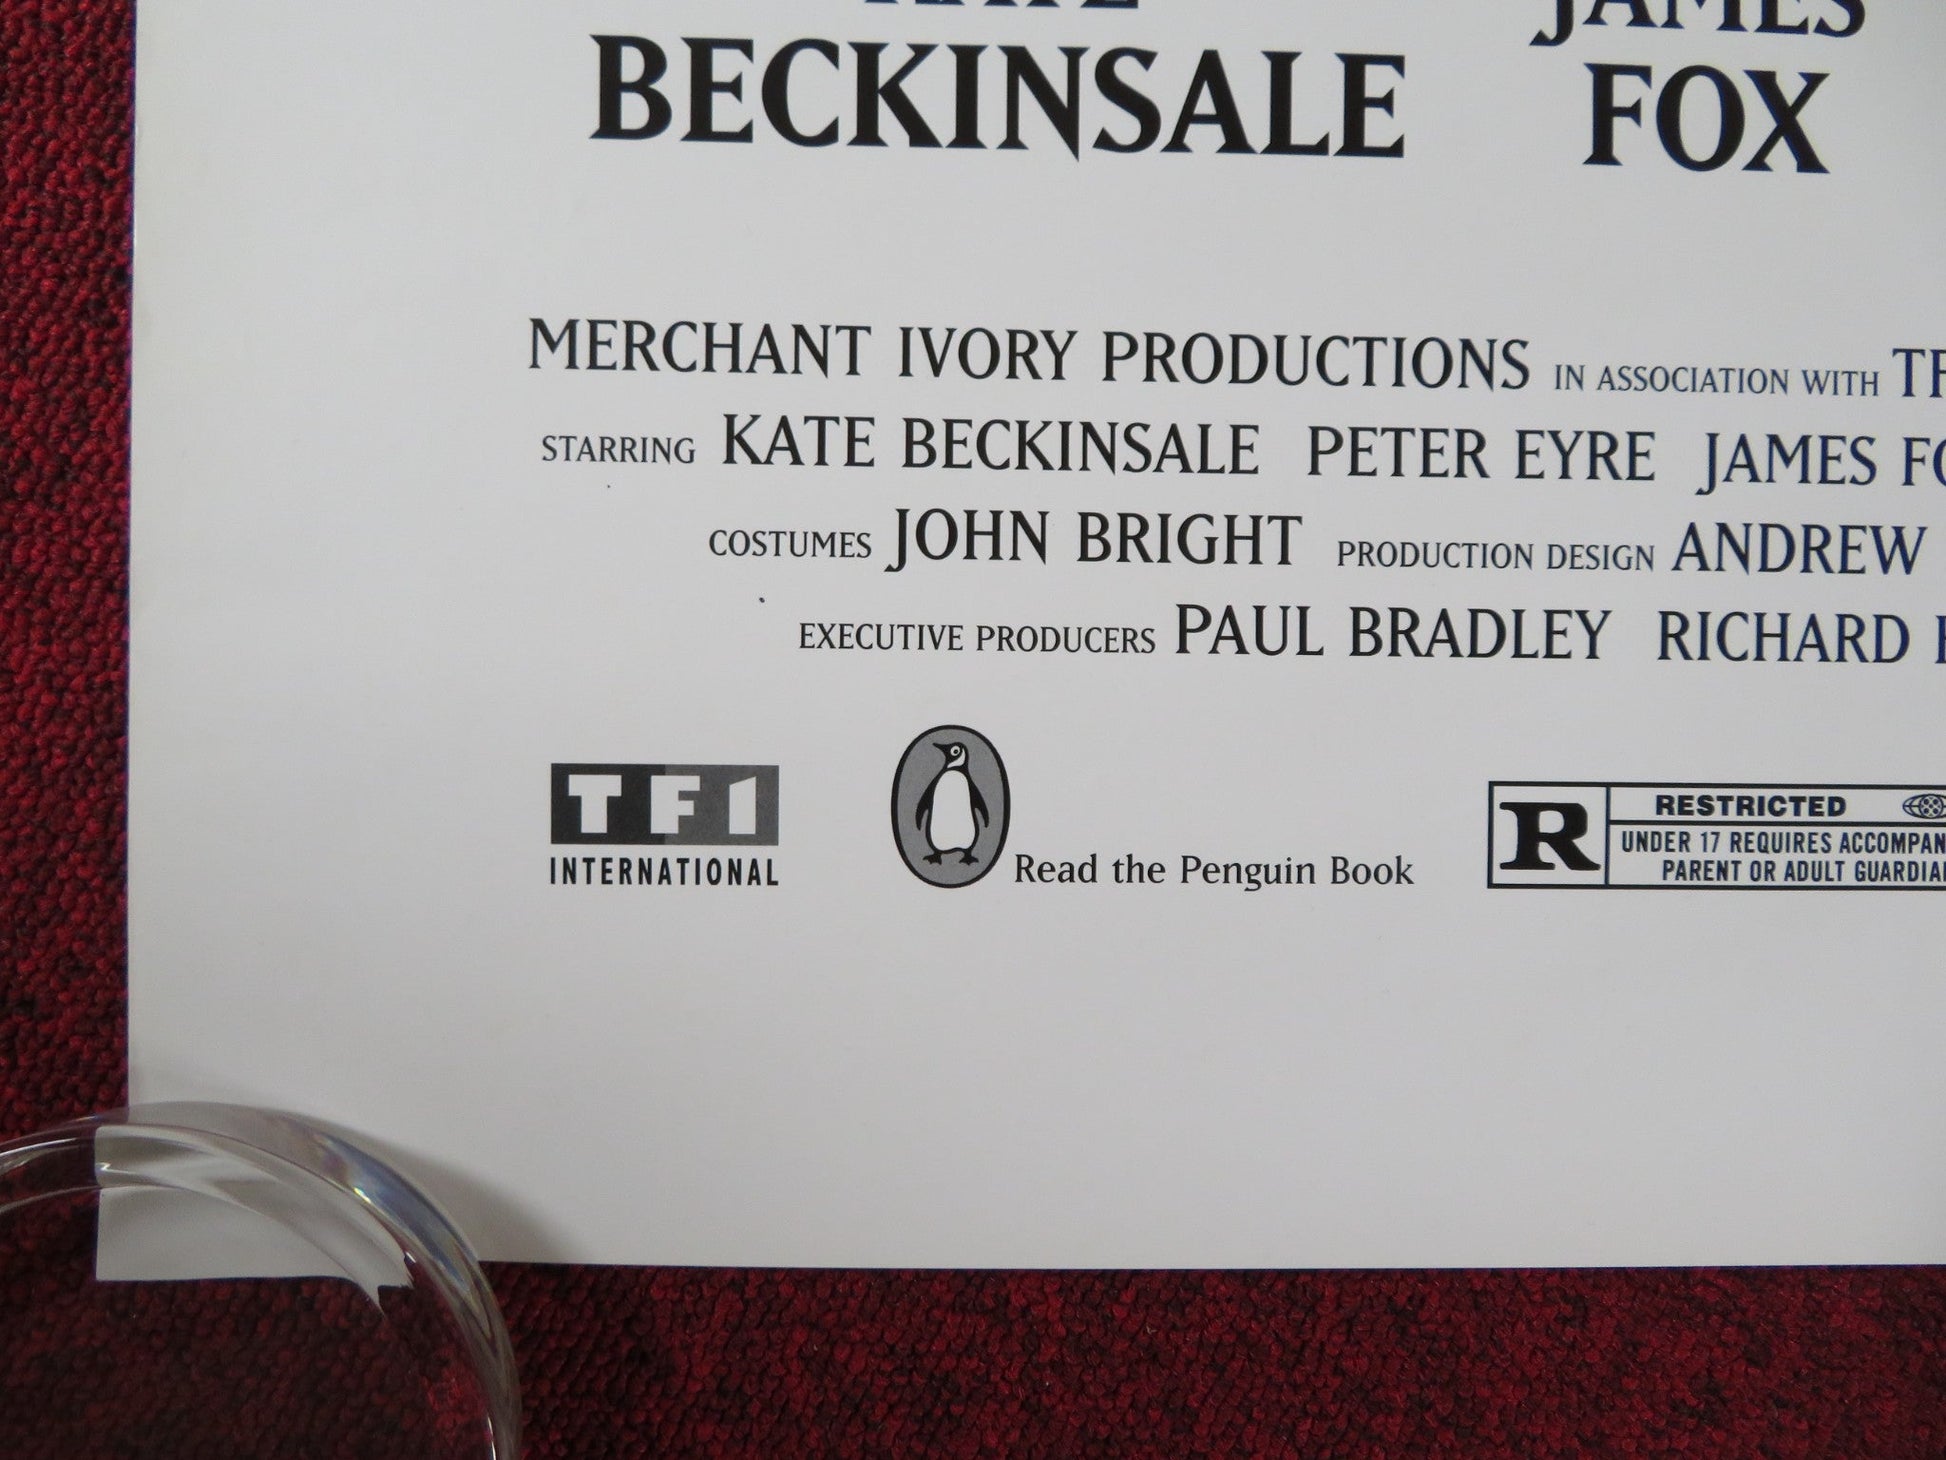 KATE JAMES
BECKINSALE FOX
MERCHANT IVORY PRODUCTIONS IN ASSOCIATION WITH
STARRING KATE BECKINSALE PETER EYRE JAMES
COSTUMES JOHN BRIGHT PRODUCTION DESIGN ANDREW
EXECUTIVE PRODUCERS PAUL BRADLEY RICHARD
TF1
INTERNATIONAL
Read the Penguin Book
R
RESTRICTED
UNDER 17 REQUIRES
PARENT OR ADULT